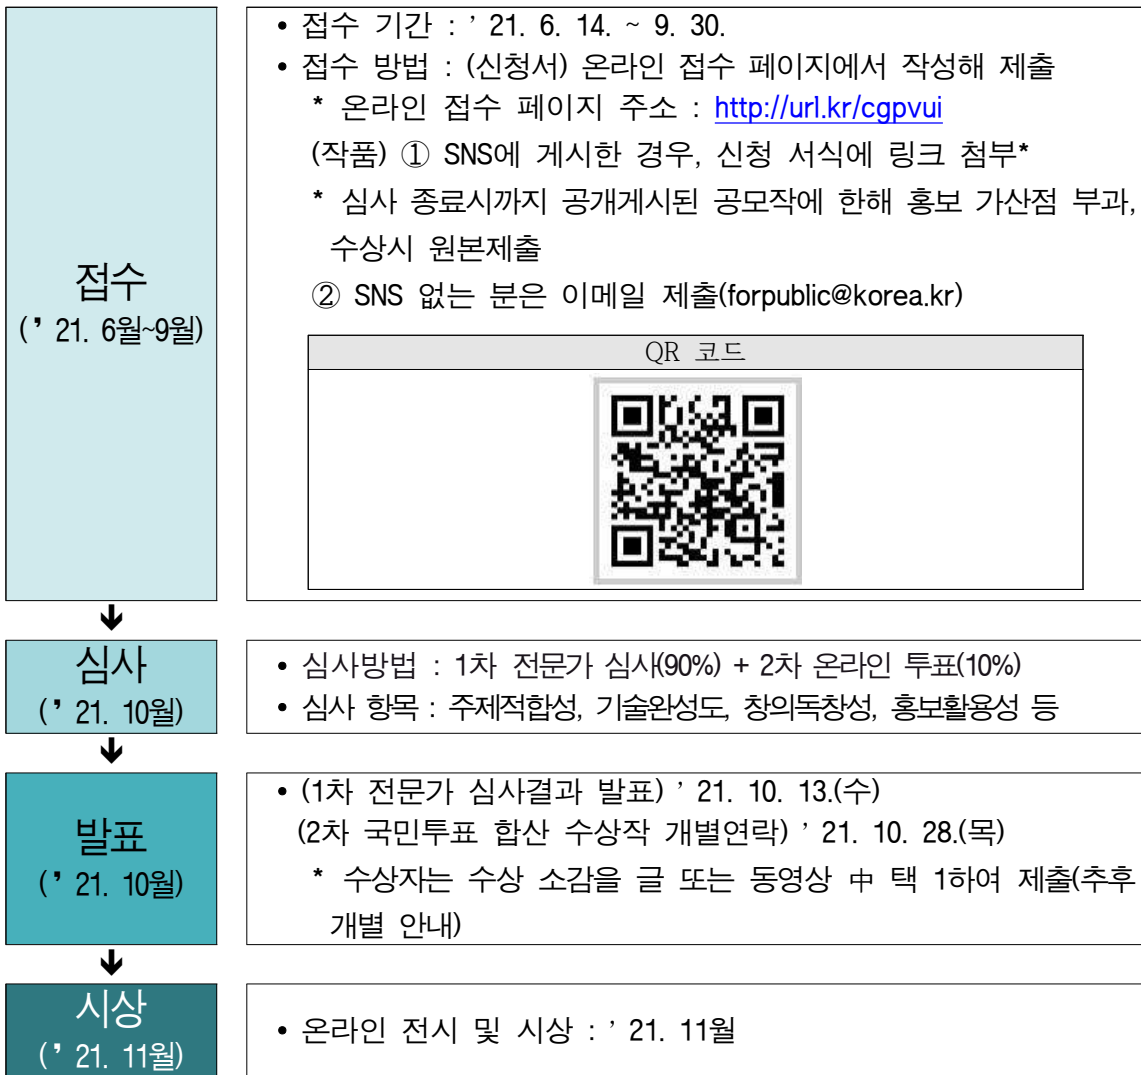 접수
(’21. 6월~9월)
• 접수 기간 : ’21. 6. 14. ~ 9. 30.
• 접수 방법 : (신청서) 온라인 접수 페이지에서 작성해 제출
* 온라인 접수 페이지 주소 : http://url.kr/cgpvui
(작품) ① SNS에 게시한 경우, 신청 서식에 링크 첨부*
* 심사 종료시까지 공개게시된 공모작에 한해 홍보 가산점 부과,
수상시 원본제출
② SNS 없는 분은 이메일 제출(forpublic@korea.kr)
QR 코드
심사
(’21. 10월)
• 심사방법 : 1차 전문가 심사(90%) + 2차 온라인 투표(10%)
• 심사 항목 : 주제적합성, 기술완성도, 창의독창성, 홍보활용성 등
발표
(’21. 10월)
• (1차 전문가 심사결과 발표) ’21. 10. 13.(수)
(2차 국민투표 합산 수상작 개별연락) ’21. 10. 28.(목)
* 수상자는 수상 소감을 글 또는 동영상 中 택 1하여 제출(추후
개별 안내)
시상
(’21. 11월)
• 온라인 전시 및 시상 : ’21. 11월